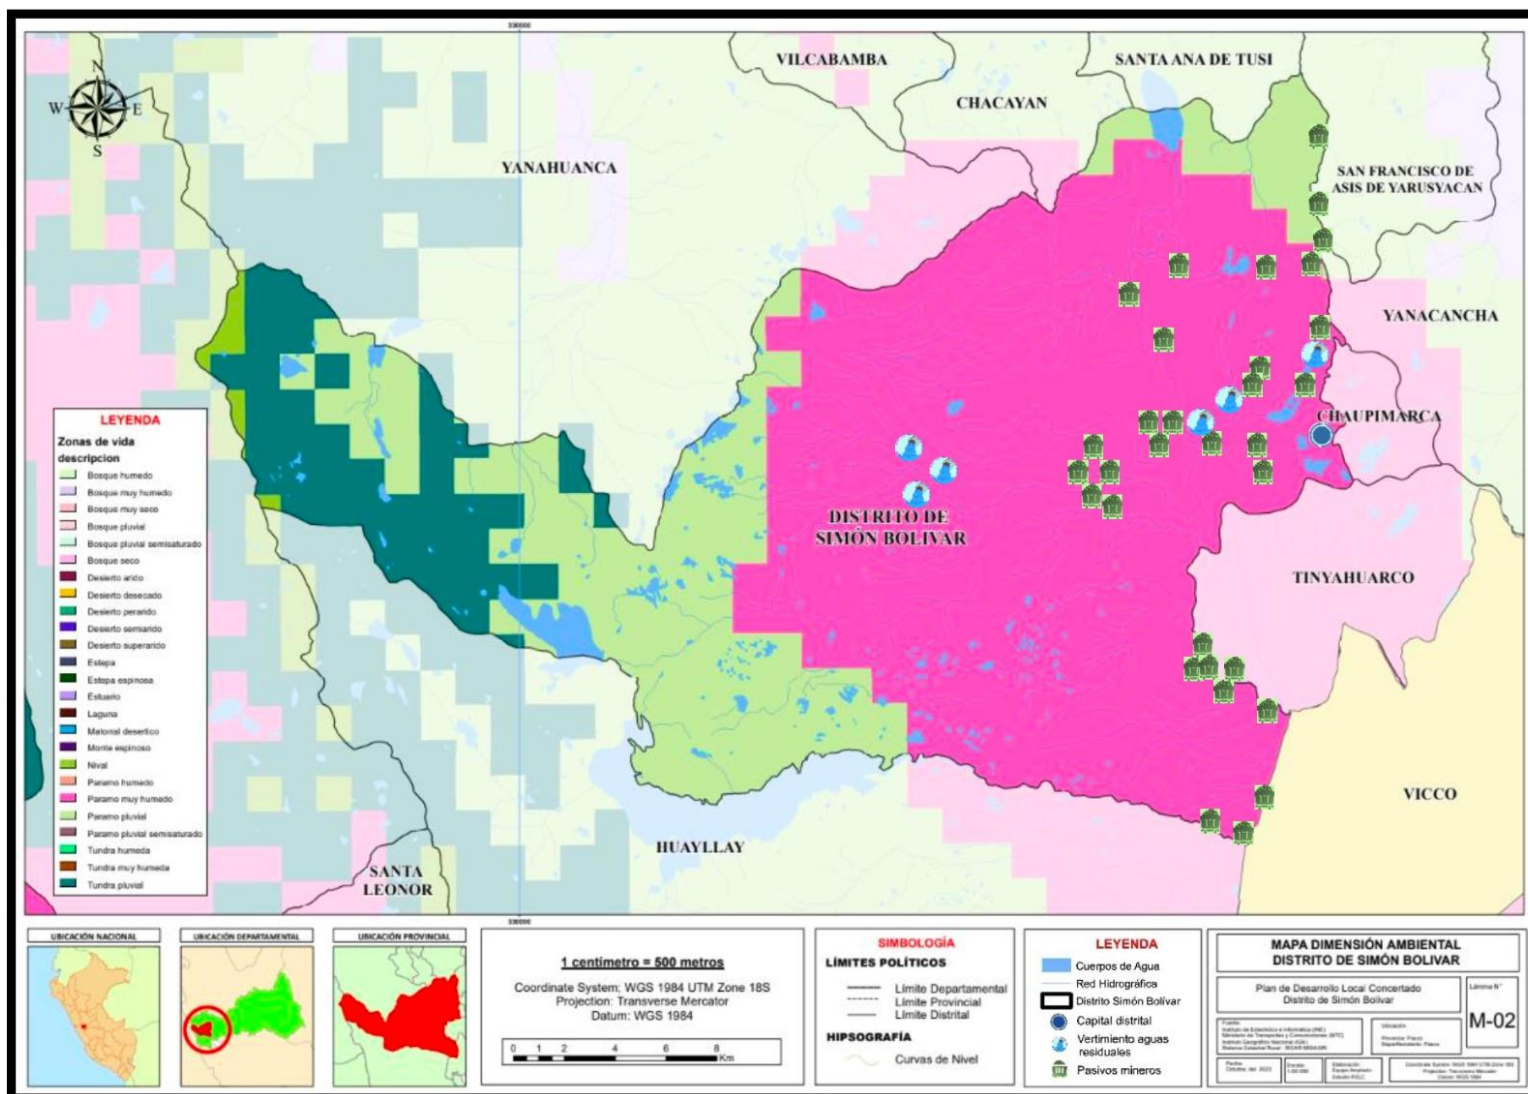 330000
N
W
E
S
VILCABAMBA
SANTA ANA DE TUSI
CHACAYAN
YANAHUANCA
SAN FRANCISCO DE
ASIS DE YARUSYACAN
YANACANCHA
CHAUPIMARCA
DISTRITO DE
SIMÓN BOLIVAR
TINYAHUARCO
VICCO
HUAYLLAY
SANTA
LEONOR
LEYENDA
Zonas de vida
descripcion
Bosque humedo
Bosque muy humedo
Bosque muy seco
Bosque pluvial
Bosque pluvial semisaturado
Bosque seco
Desierto arido
Desierto desecado
Desierto perarido
Desierto semiarido
Desierto superarido
Estepa
Estepa espinosa
Estuario
Laguna
Matorral desertico
Monte espinoso
Nival
Paramo humedo
Paramo muy humedo
Paramo pluvial
Paramo pluvial semisaturado
Tundra humeda
Tundra muy humeda
Tundra pluvial
330000
UBICACIÓN NACIONAL
UBICACIÓN DEPARTAMENTAL
UBICACIÓN PROVINCIAL
1 centímetro = 500 metros
Coordinate System: WGS 1984 UTM Zone 18S
Projection: Transverse Mercator
Datum: WGS 1984
0 2 4 6 8
Km
SIMBOLOGÍA
LÍMITES POLÍTICOS
Límite Departamental
Límite Provincial
Límite Distrital
HIPSOGRAFÍA
Curvas de Nivel
LEYENDA
Cuerpos de Agua
Red Hidrográfica
Distrito Simón Bolívar
Capital distrital
Vertimiento aguas
residuales
Pasivos mineros
MAPA DIMENSIÓN AMBIENTAL
DISTRITO DE SIMÓN BOLIVAR
Plan de Desarrollo Local Concertado
Distrito de Simón Bolivar
Lámina N°
M-02